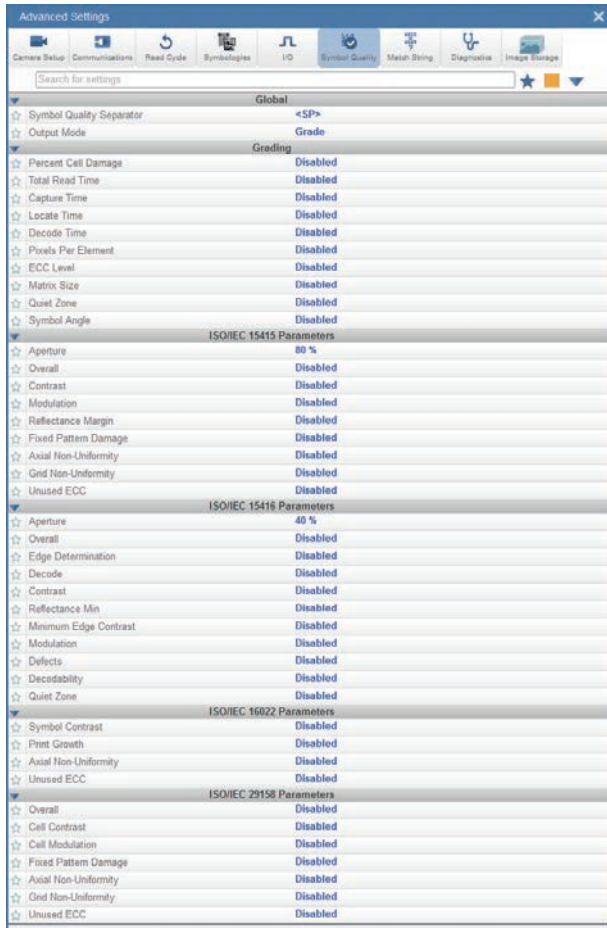 Advanced Settings
Camera Setup Communications Read Cycle Symbologies I/O Symbol Quality Match String Diagnostics Image Storage
Search for settings
Global
Symbol Quality Separator <SP>
Output Mode Grade
Grading
Percent Cell Damage Disabled
Total Read Time Disabled
Capture Time Disabled
Locate Time Disabled
Decode Time Disabled
Pixels Per Element Disabled
ECC Level Disabled
Matrix Size Disabled
Quiet Zone Disabled
Symbol Angle Disabled
ISO/IEC 15415 Parameters
Aperture 80 %
Overall Disabled
Contrast Disabled
Modulation Disabled
Reflectance Margin Disabled
Fixed Pattern Damage Disabled
Axial Non-Uniformity Disabled
Grid Non-Uniformity Disabled
Unused ECC Disabled
ISO/IEC 15416 Parameters
Aperture 40 %
Overall Disabled
Edge Determination Disabled
Decode Disabled
Contrast Disabled
Reflectance Min Disabled
Minimum Edge Contrast Disabled
Modulation Disabled
Defects Disabled
Decodability Disabled
Quiet Zone Disabled
ISO/IEC 16022 Parameters
Symbol Contrast Disabled
Print Growth Disabled
Axial Non-Uniformity Disabled
Unused ECC Disabled
ISO/IEC 29158 Parameters
Overall Disabled
Cell Contrast Disabled
Cell Modulation Disabled
Fixed Pattern Damage Disabled
Axial Non-Uniformity Disabled
Grid Non-Uniformity Disabled
Unused ECC Disabled